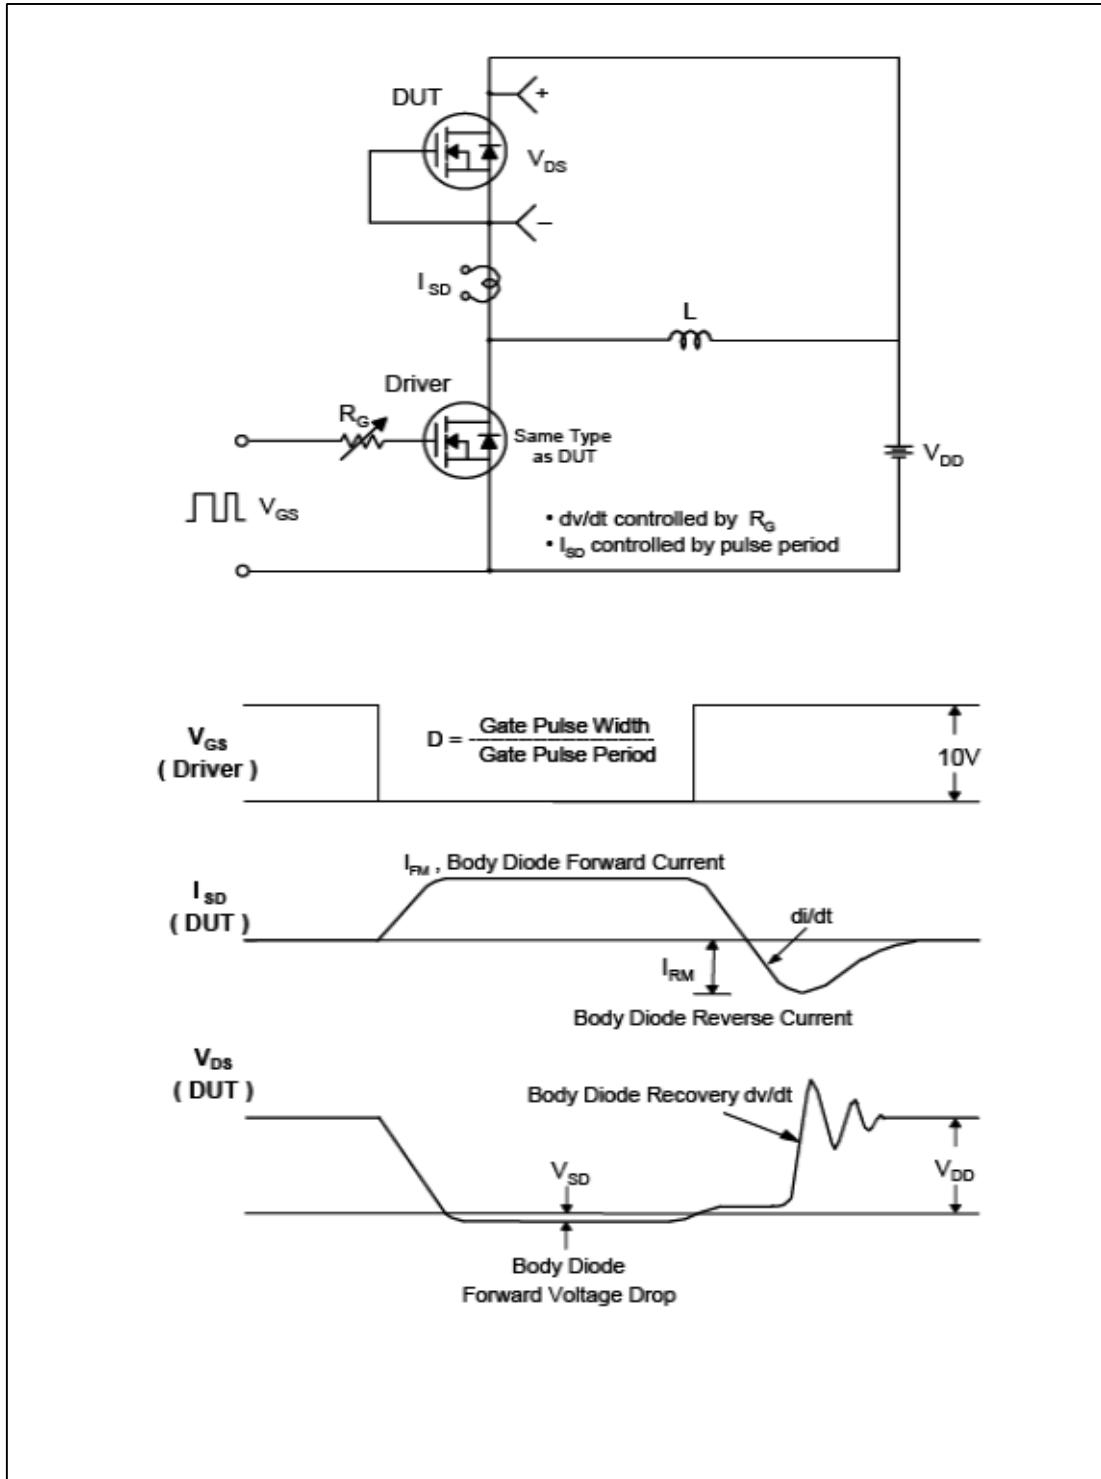 DUT
+
V_DS
–
I_SD
L
Driver
R_G
Same Type
as DUT
V_DD
V_GS
• dv/dt controlled by R_G
• I_SD controlled by pulse period
V_GS
( Driver )
D = Gate Pulse Width
Gate Pulse Period
10V
I_FM , Body Diode Forward Current
I_SD
( DUT )
di/dt
I_RM
Body Diode Reverse Current
V_DS
( DUT )
Body Diode Recovery dv/dt
V_SD
V_DD
Body Diode
Forward Voltage Drop